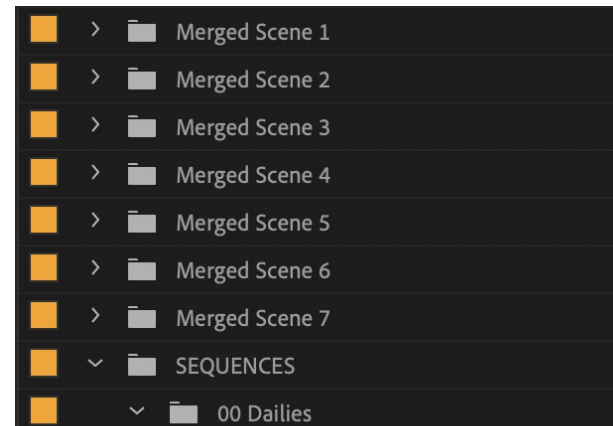 Merged Scene 1
Merged Scene 2
Merged Scene 3
Merged Scene 4
Merged Scene 5
Merged Scene 6
Merged Scene 7
SEQUENCES
00 Dailies